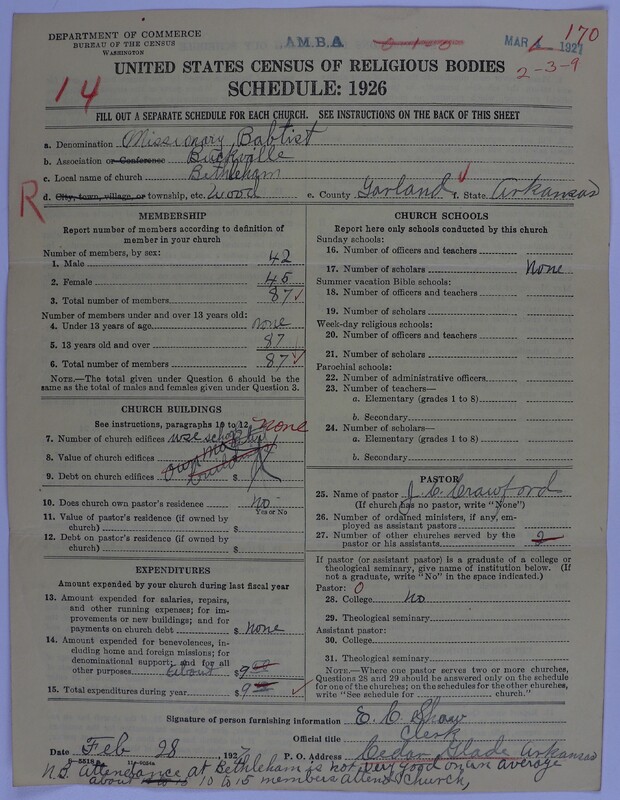 DEPARTMENT OF COMMERCE
BUREAU OF THE CENSUS
WASHINGTON
A.M.B.A
MAR 1 1927
170
2-3-9
14
UNITED STATES CENSUS OF RELIGIOUS BODIES
SCHEDULE: 1926
FILL OUT A SEPARATE SCHEDULE FOR EACH CHURCH. SEE INSTRUCTIONS ON THE BACK OF THIS SHEET
a. Denomination Missionary Babtist
b. Association or Conference Buckville
c. Local name of church Bethleham
R
d. City, town, village, or township, etc. Wood e. County Garland f. State Arkansas
MEMBERSHIP
Report number of members according to definition of member in your church
Number of members, by sex:
1. Male 42
2. Female 45
3. Total number of members 87
Number of members under and over 13 years old:
4. Under 13 years of age none
5. 13 years old and over 87
6. Total number of members 87
NOTE.—The total given under Question 6 should be the same as the total of males and females given under Question 3.
CHURCH BUILDINGS
See instructions, paragraphs 10 to 12. none
7. Number of church edifices use school
8. Value of church edifices own no
9. Debt on church edifices building $
10. Does church own pastor's residence no
Yes or No
11. Value of pastor's residence (if owned by church) $
12. Debt on pastor's residence (if owned by church) $
EXPENDITURES
Amount expended by your church during last fiscal year
13. Amount expended for salaries, repairs, and other running expenses; for improvements or new buildings; and for payments on church debt $ none
14. Amount expended for benevolences, including home and foreign missions; for denominational support; and for all other purposes About $ 9 00
15. Total expenditures during year $ 9 00
CHURCH SCHOOLS
Report here only schools conducted by this church
Sunday schools:
16. Number of officers and teachers
17. Number of scholars None
Summer vacation Bible schools:
18. Number of officers and teachers
19. Number of scholars
Week-day religious schools:
20. Number of officers and teachers
21. Number of scholars
Parochial schools:
22. Number of administrative officers
23. Number of teachers—
a. Elementary (grades 1 to 8)
b. Secondary
24. Number of scholars—
a. Elementary (grades 1 to 8)
b. Secondary
PASTOR
25. Name of pastor J. C. Crawford
(If church has no pastor, write "None")
26. Number of ordained ministers, if any, employed as assistant pastors
27. Number of other churches served by the pastor or his assistants 2
If pastor (or assistant pastor) is a graduate of a college or theological seminary, give name of institution below. (If not a graduate, write "No" in the space indicated.)
Pastor: 0
28. College No
29. Theological seminary
Assistant pastor:
30. College
31. Theological seminary
NOTE.—Where one pastor serves two or more churches, Questions 28 and 29 should be answered only on the schedule for one of the churches; on the schedules for the other churches, write "See schedule for church."
Signature of person furnishing information E. C. Shaw
Official title Clerk
Date Feb 28, 1927 P. O. Address Cedar Glade Arkansas
N.B. Attendance at Bethleham is not very good on an average
about 10 to 15 members Attend Church,